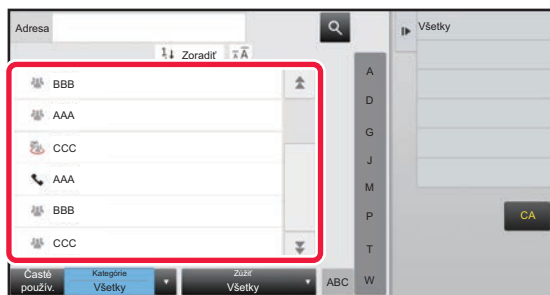 Adresa
Všetky
Zoradiť
BBB
AAA
CCC
AAA
BBB
CCC
A
D
G
J
M
P
T
W
CA
Časté
použív.
Kategórie
Všetky
Zúžiť
Všetky
ABC